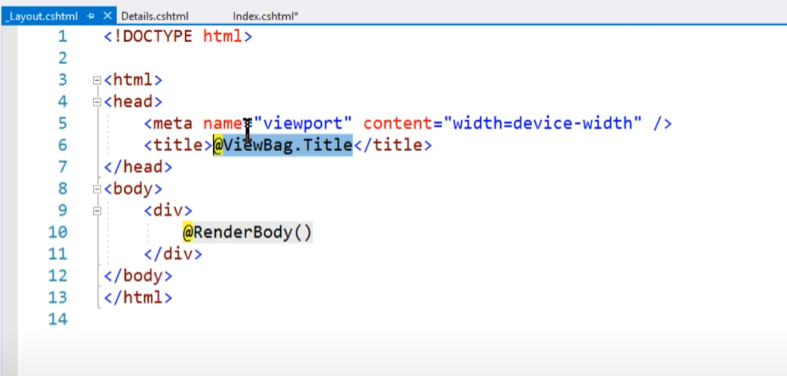 _Layout.cshtml Details.cshtml Index.cshtml*
1 <!DOCTYPE html>
2
3 <html>
4 <head>
5 <meta name="viewport" content="width=device-width" />
6 <title>@ViewBag.Title</title>
7 </head>
8 <body>
9 <div>
10 @RenderBody()
11 </div>
12 </body>
13 </html>
14